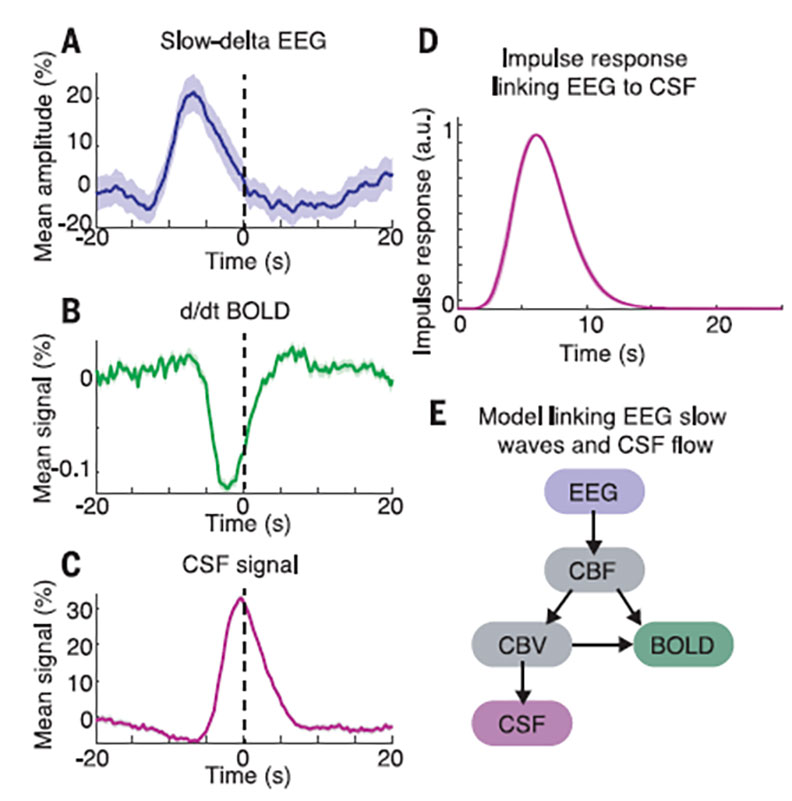 A
Slow-delta EEG
Mean amplitude (%)
20
10
0
-20
-20
0
20
Time (s)
B
d/dt BOLD
Mean signal (%)
0
-0.1
-20
0
20
Time (s)
C
CSF signal
Mean signal (%)
30
20
10
0
-20
0
20
Time (s)
D
Impulse response
linking EEG to CSF
Impulse response (a.u.)
1
0
0
10
20
Time (s)
E
Model linking EEG slow
waves and CSF flow
EEG
CBF
CBV
BOLD
CSF